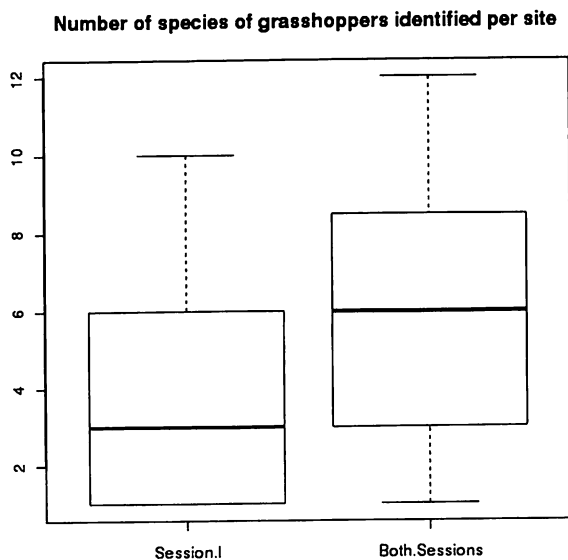 Number of species of grasshoppers identified per site
12
10
8
6
4
2
Session.I
Both.Sessions